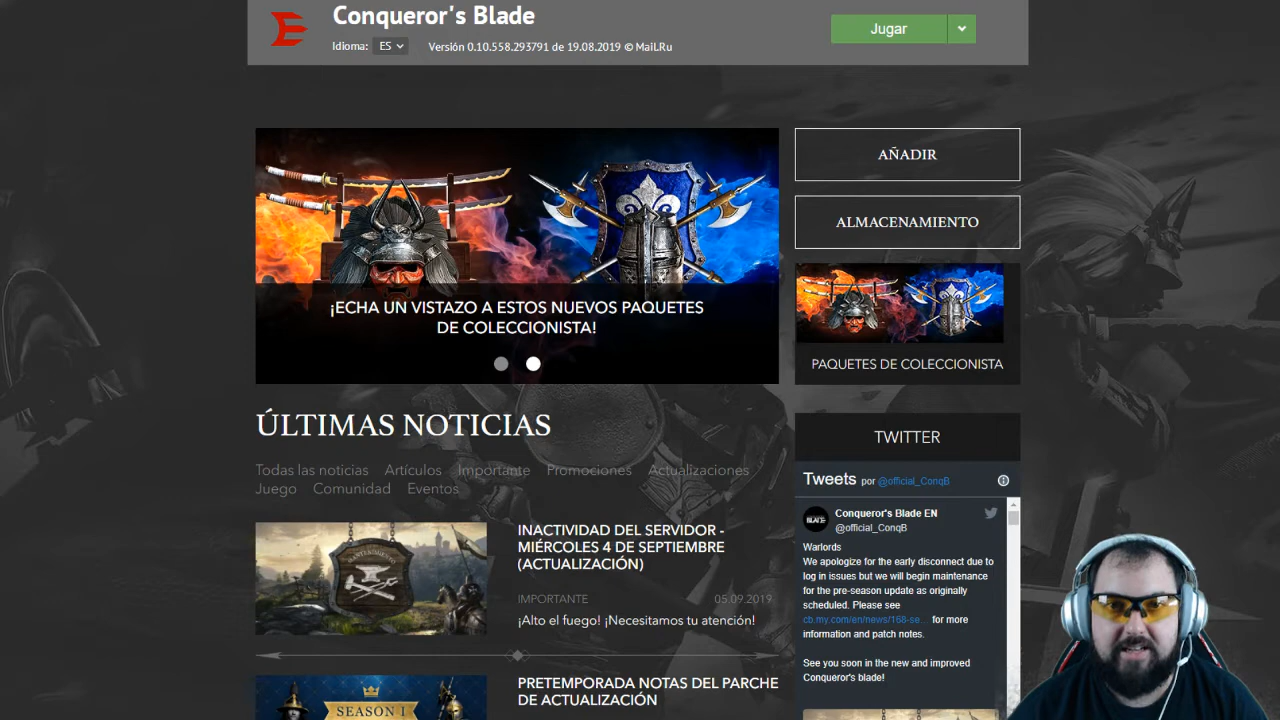 Conqueror's Blade
Idioma: ES
Versión 0.10.558.293791 de 19.08.2019 © Mail.Ru
Jugar
¡ECHA UN VISTAZO A ESTOS NUEVOS PAQUETES
DE COLECCIONISTA!
AÑADIR
ALMACENAMIENTO
PAQUETES DE COLECCIONISTA
ÚLTIMAS NOTICIAS
Todas las noticias Artículos Importante Promociones Actualizaciones
Juego Comunidad Eventos
MANTENIMIENTO
INACTIVIDAD DEL SERVIDOR -
MIÉRCOLES 4 DE SEPTIEMBRE
(ACTUALIZACIÓN)
IMPORTANTE 05.09.2019
¡Alto el fuego! ¡Necesitamos tu atención!
SEASON I
PRETEMPORADA NOTAS DEL PARCHE
DE ACTUALIZACIÓN
TWITTER
Tweets por @official_ConqB
BLADE
Conqueror's Blade EN
@official_ConqB
Warlords
We apologize for the early disconnect due to
log in issues but we will begin maintenance
for the pre-season update as originally
scheduled. Please see
cb.my.com/en/news/168-se... for more
information and patch notes.
See you soon in the new and improved
Conqueror's blade!